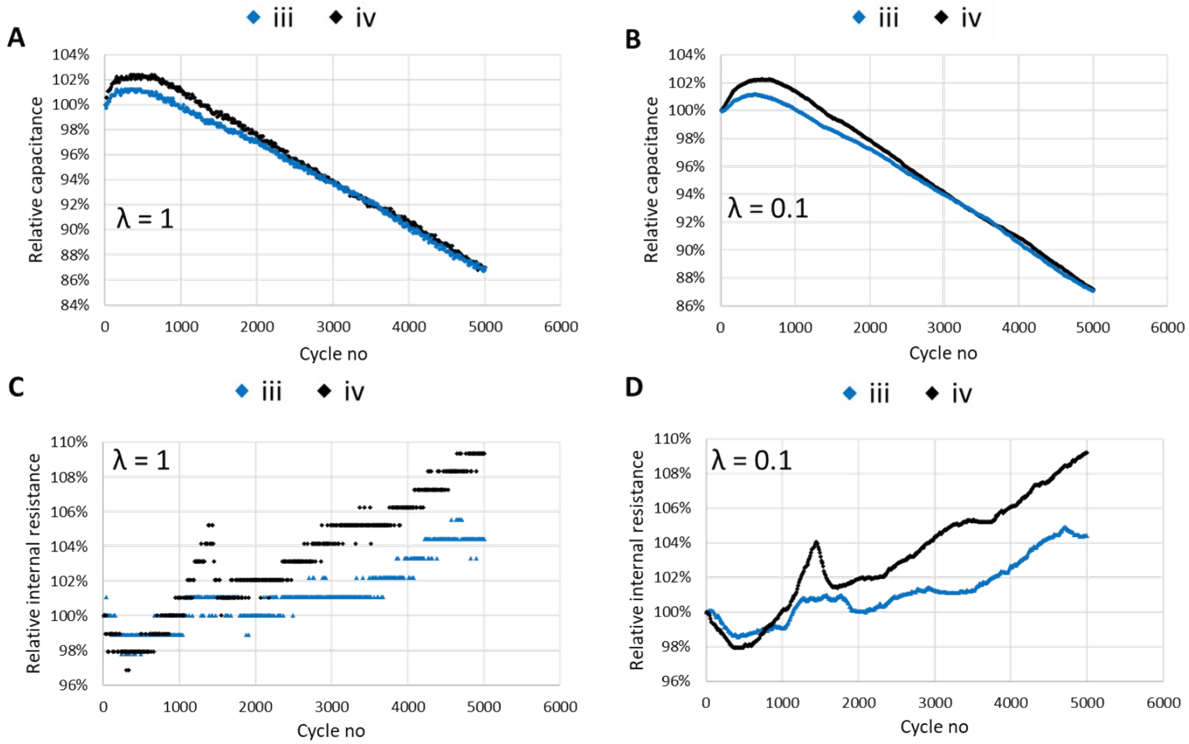 iii iv
A
104%
102%
100%
98%
96%
94%
92%
90%
88%
86%
84%
Relative capacitance
λ = 1
0 1000 2000 3000 4000 5000 6000
Cycle no
iii iv
B
104%
102%
100%
98%
96%
94%
92%
90%
88%
86%
Relative capacitance
λ = 0.1
0 1000 2000 3000 4000 5000 6000
Cycle no
iii iv
C
110%
108%
106%
104%
102%
100%
98%
96%
Relative internal resistance
λ = 1
0 1000 2000 3000 4000 5000 6000
Cycle no
iii iv
D
110%
108%
106%
104%
102%
100%
98%
96%
Relative internal resistance
λ = 0.1
0 1000 2000 3000 4000 5000 6000
Cycle no